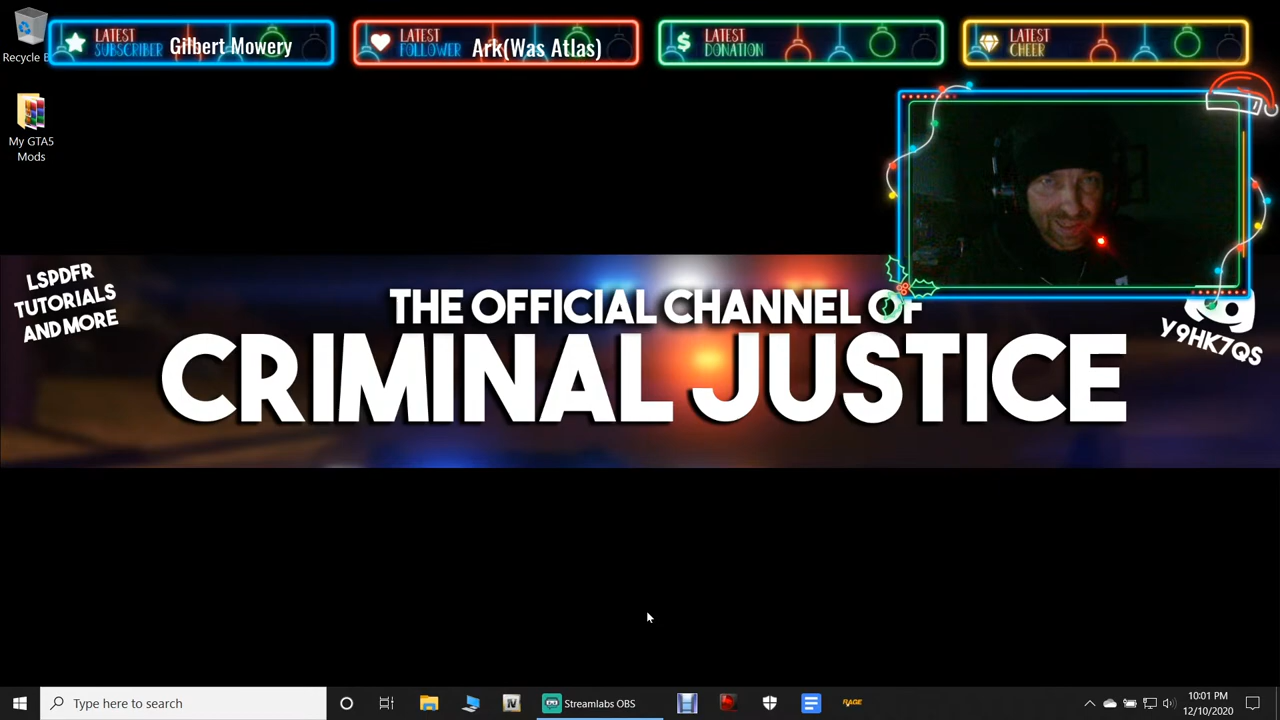 LATEST
SUBSCRIBER
Gilbert Mowery
LATEST
FOLLOWER
Ark(Was Atlas)
LATEST
DONATION
LATEST
CHEER
My GTA5
Mods
LSPDFR
TUTORIALS
AND MORE
THE OFFICIAL CHANNEL OF
CRIMINAL JUSTICE
Y9HK7QS
Type here to search
IV
Streamlabs OBS
RAGE
10:01 PM
12/10/2020